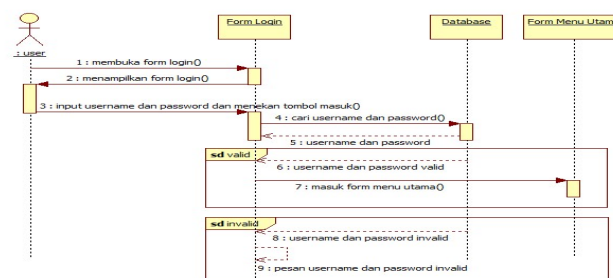 Form Login
Database
Form Menu Utama
: user
1 : membuka form login()
2 : menampilkan form login()
3 : input username dan password dan menekan tombol masuk()
4 : cari username dan password()
5 : username dan password
sd valid
6 : username dan password valid
7 : masuk form menu utama()
sd invalid
8 : username dan password invalid
9 : pesan username dan password invalid